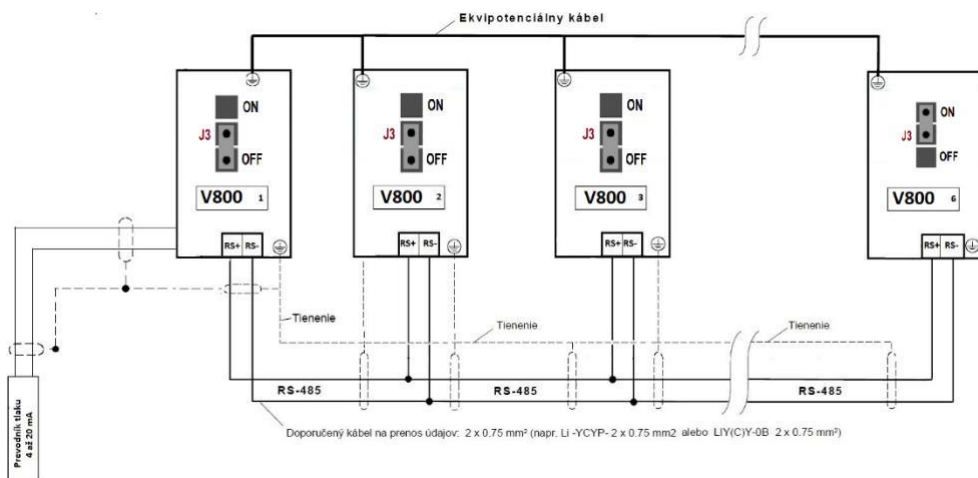 Ekvipotenciálny kábel
ON
J3
OFF
V800 1
RS+ RS-
ON
J3
OFF
V800 2
RS+ RS-
ON
J3
OFF
V800 3
RS+ RS-
ON
J3
OFF
V800 6
RS+ RS-
Tienenie
Tienenie
Tienenie
RS-485
RS-485
RS-485
Prevodník tlaku
4 až 20 mA
Doporučený kábel na prenos údajov: 2 x 0.75 mm² (napr. Li -YCYP- 2 x 0.75 mm2 alebo LIY(C)Y-0B 2 x 0.75 mm²)